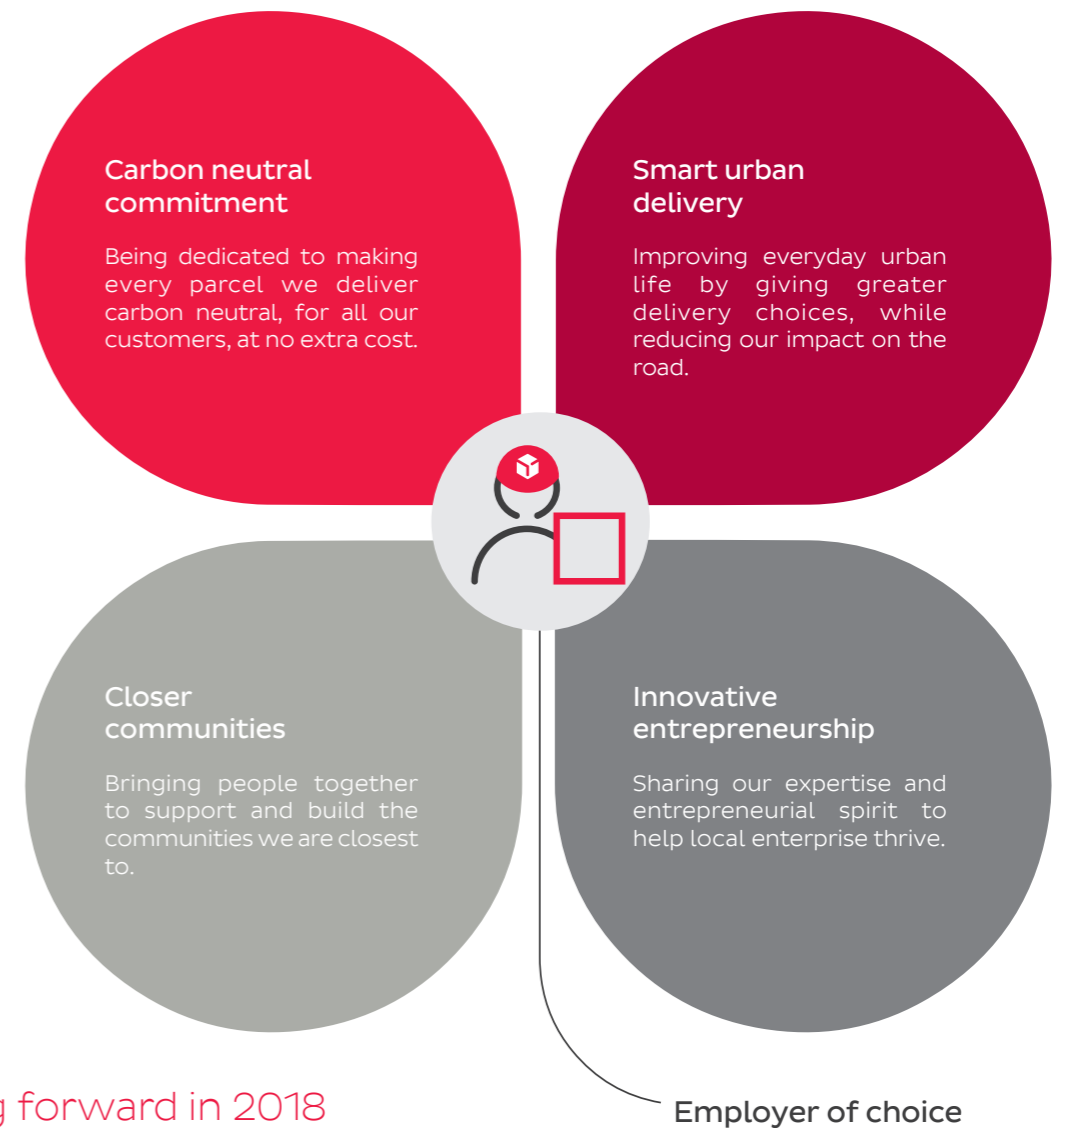 Carbon neutral
commitment
Being dedicated to making
every parcel we deliver
carbon neutral, for all our
customers, at no extra cost.
Smart urban
delivery
Improving everyday urban
life by giving greater
delivery choices, while
reducing our impact on the
road.
Closer
communities
Bringing people together
to support and build the
communities we are closest
to.
Innovative
entrepreneurship
Sharing our expertise and
entrepreneurial spirit to
help local enterprise thrive.
forward in 2018
Employer of choice